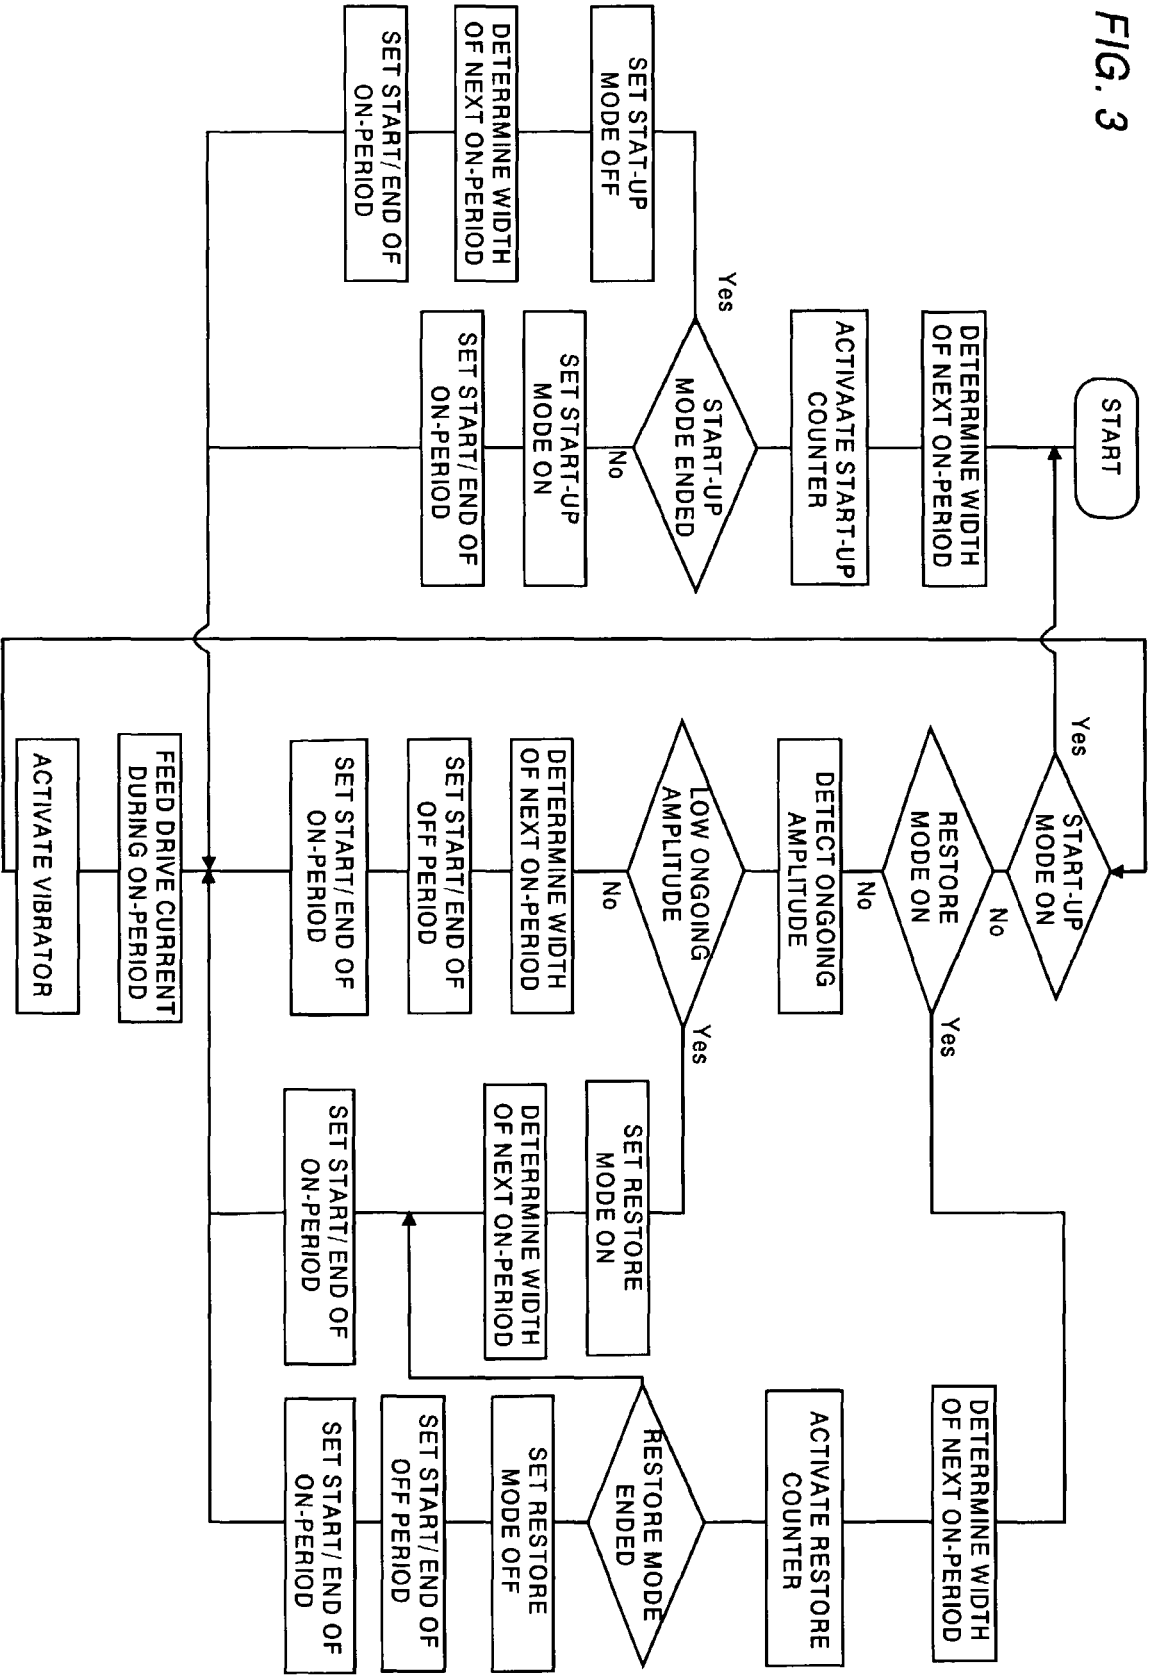 FIG. 3
START
DETERRMINE WIDTH
OF NEXT ON-PERIOD
ACTIVAATE START-UP
COUNTER
START-UP
MODE ENDED
Yes
No
SET STAT-UP
MODE OFF
DETERRMINE WIDTH
OF NEXT ON-PERIOD
SET START/ END OF
ON-PERIOD
SET START-UP
MODE ON
SET START/ END OF
ON-PERIOD
START-UP
MODE ON
Yes
No
RESTORE
MODE ON
Yes
No
DETECT ONGOING
AMPLITUDE
LOW ONGOING
AMPLITUDE
Yes
No
DETERRMINE WIDTH
OF NEXT ON-PERIOD
SET START/ END OF
OFF PERIOD
SET START/ END OF
ON-PERIOD
FEED DRIVE CURRENT
DURING ON-PERIOD
ACTIVATE VIBRATOR
SET RESTORE
MODE ON
DETERRMINE WIDTH
OF NEXT ON-PERIOD
SET START/ END OF
ON-PERIOD
DETERRMINE WIDTH
OF NEXT ON-PERIOD
ACTIVATE RESTORE
COUNTER
RESTORE MODE
ENDED
SET RESTORE
MODE OFF
SET START/ END OF
OFF PERIOD
SET START/ END OF
ON-PERIOD